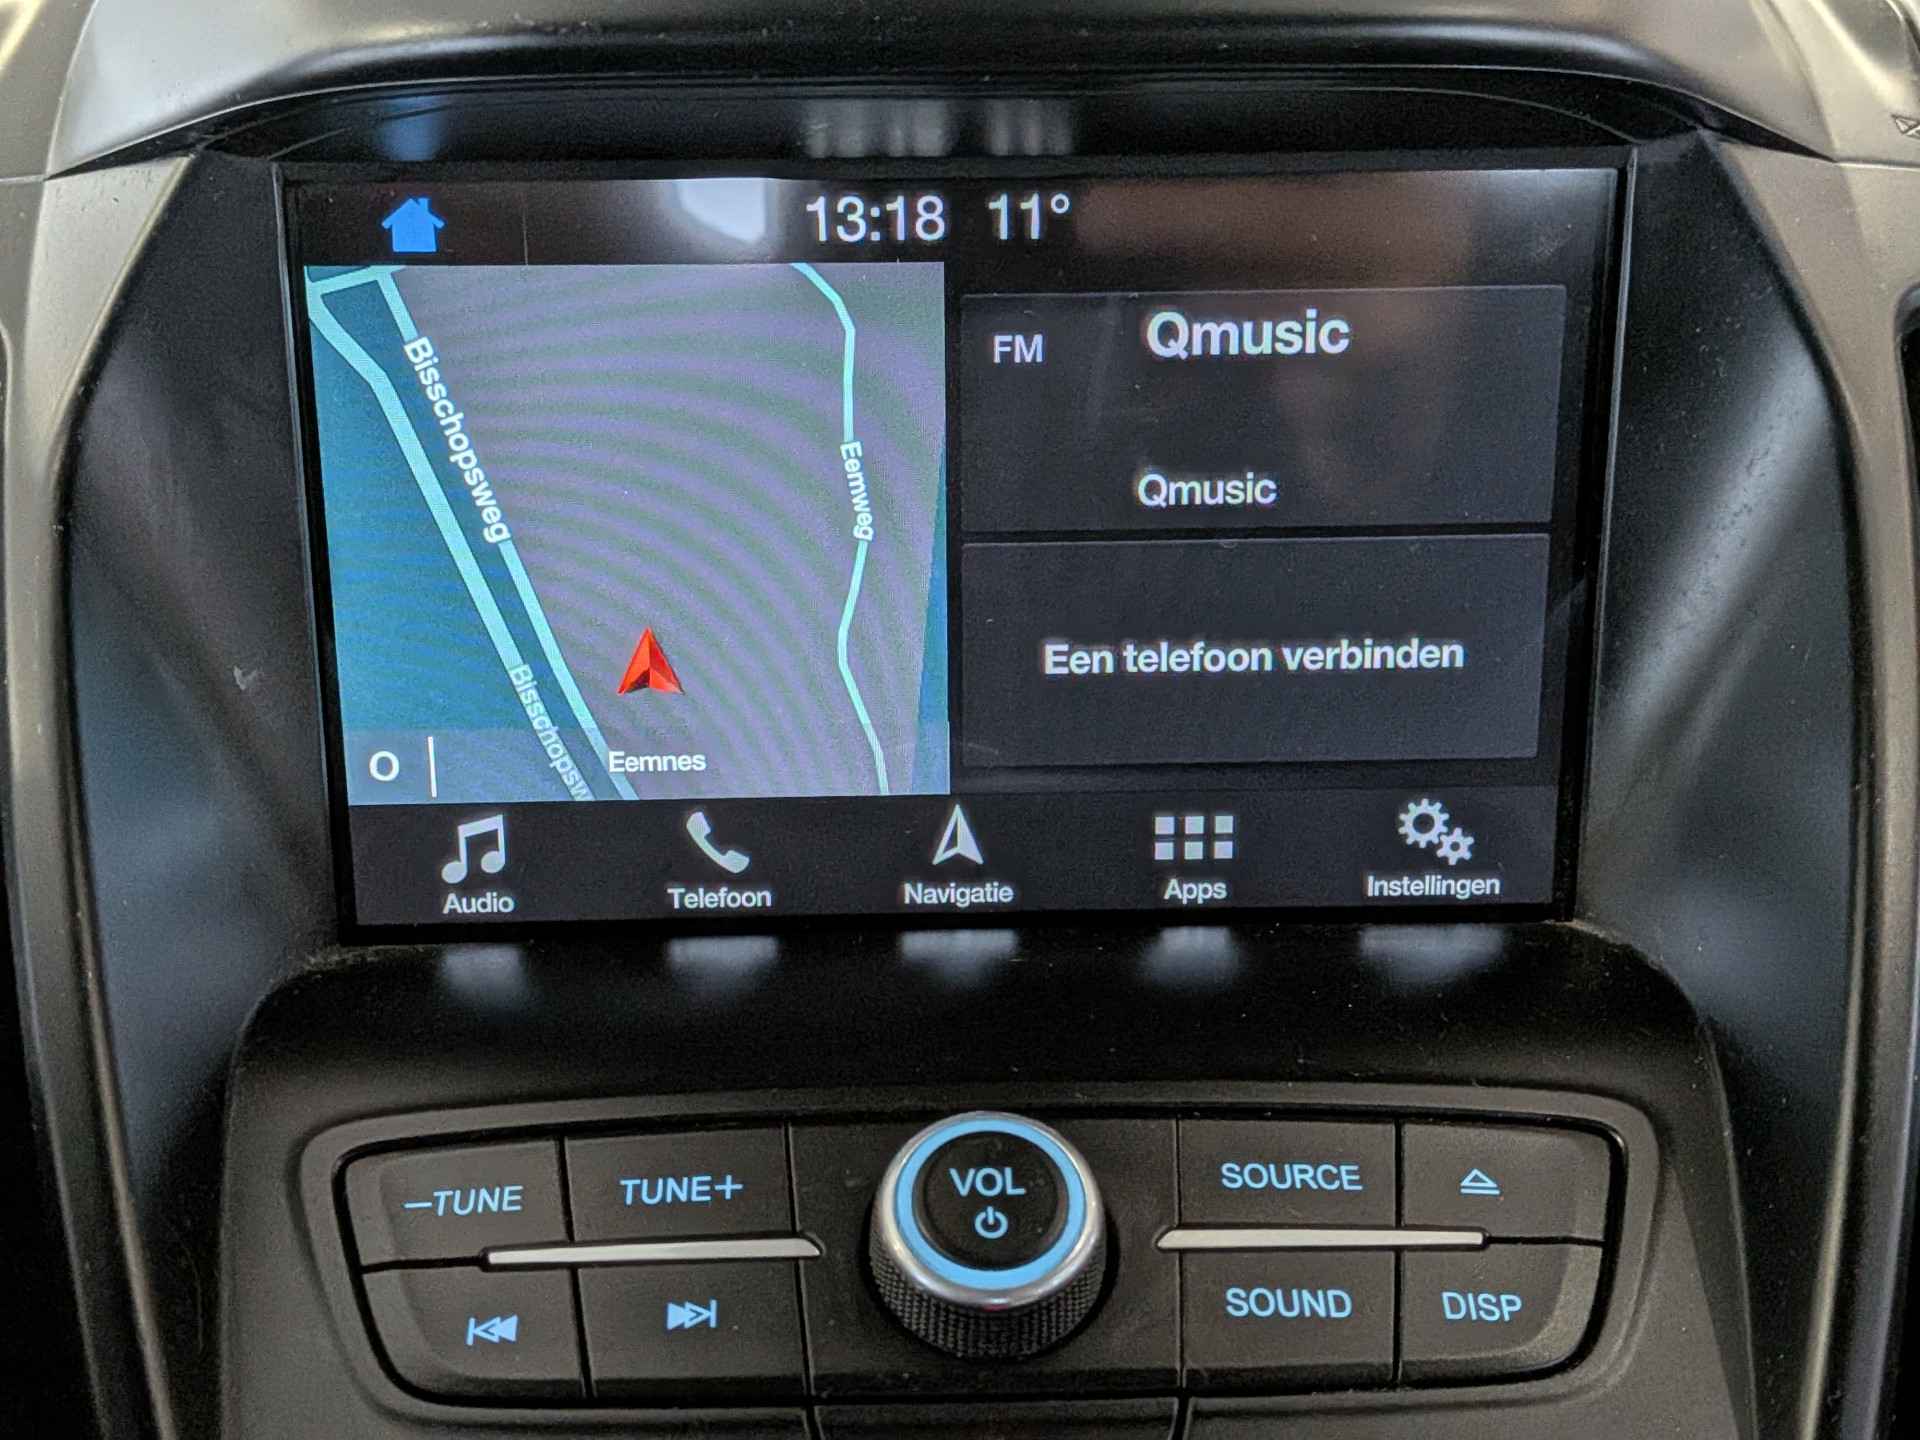 13:18 11°
Bisschopsweg
Eemweg
Bisschopsw
Eemnes
O
FM
Qmusic
Qmusic
Een telefoon verbinden
Audio
Telefoon
Navigatie
Apps
Instellingen
–TUNE
TUNE+
VOL
SOURCE
SOUND
DISP